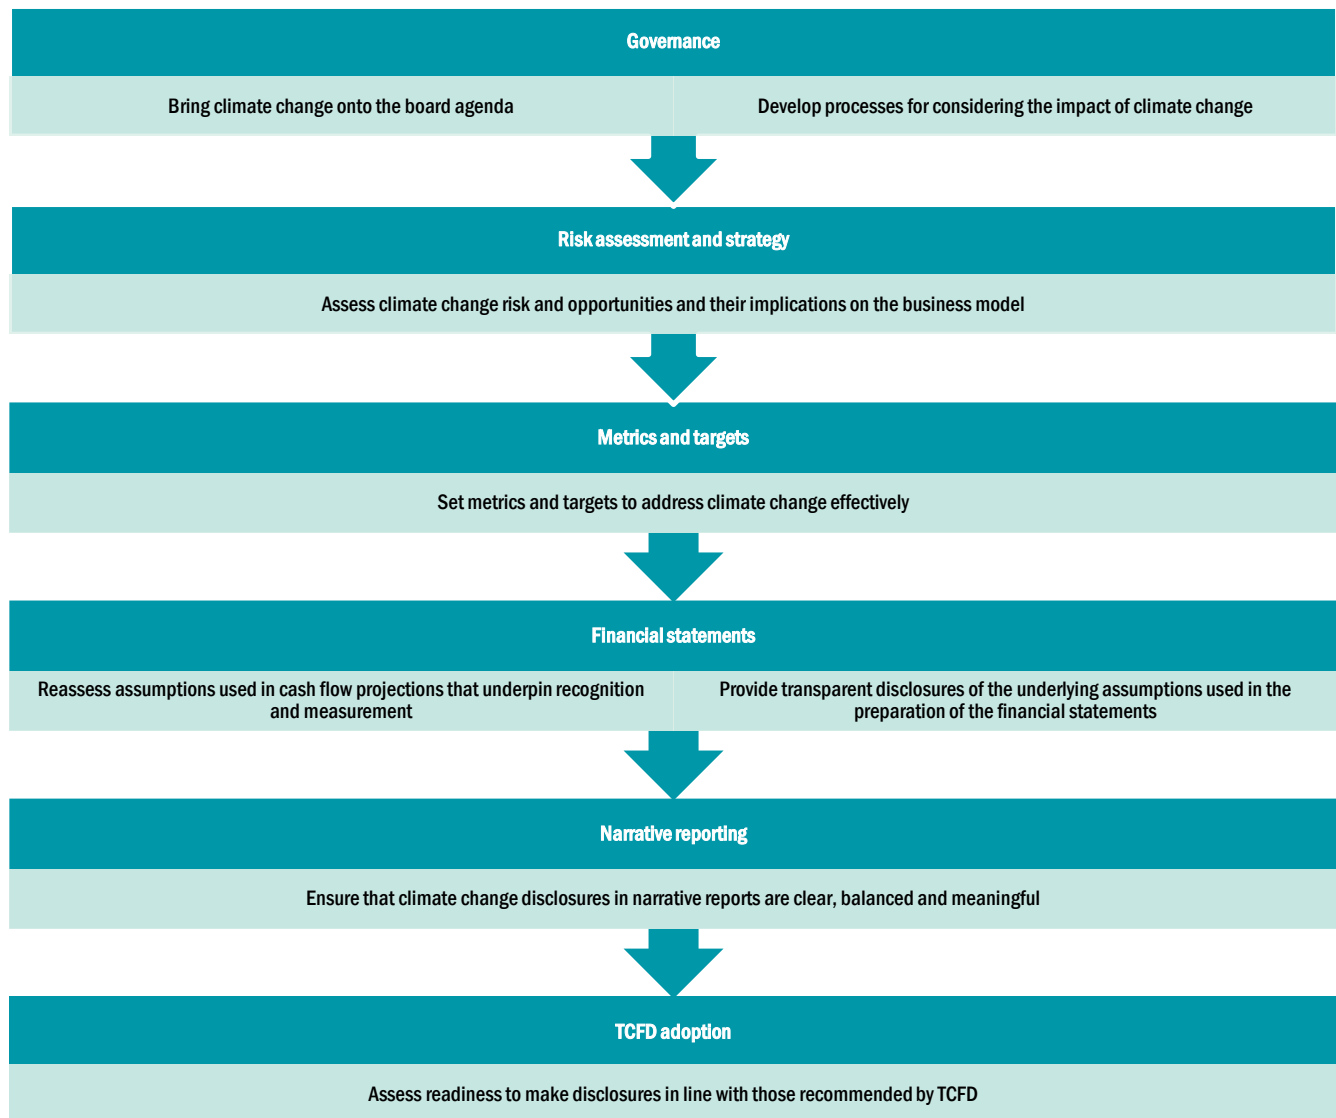 Governance
Bring climate change onto the board agenda
Develop processes for considering the impact of climate change
Risk assessment and strategy
Assess climate change risk and opportunities and their implications on the business model
Metrics and targets
Set metrics and targets to address climate change effectively
Financial statements
Reassess assumptions used in cash flow projections that underpin recognition
and measurement
Provide transparent disclosures of the underlying assumptions used in the
preparation of the financial statements
Narrative reporting
Ensure that climate change disclosures in narrative reports are clear, balanced and meaningful
TCFD adoption
Assess readiness to make disclosures in line with those recommended by TCFD